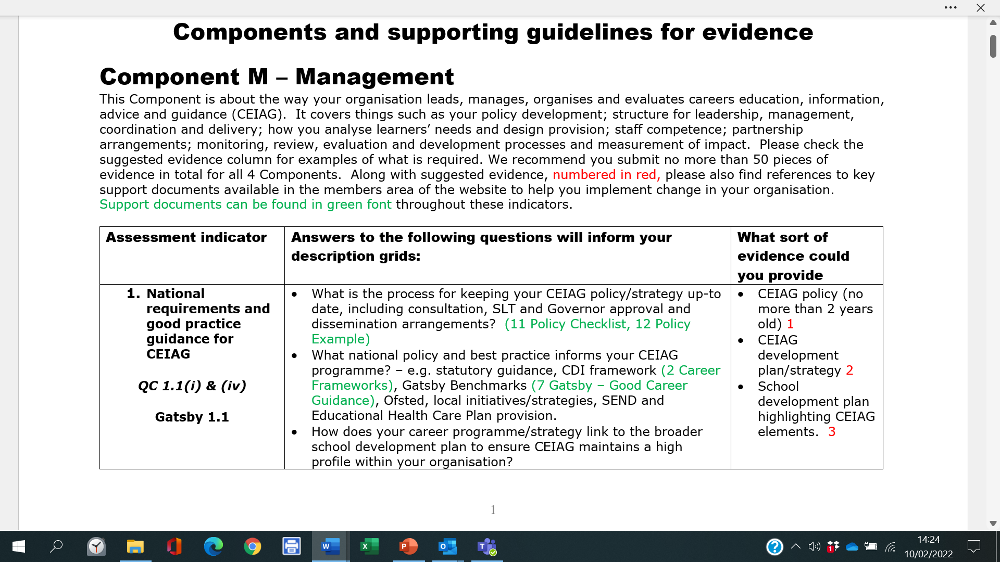 Components and supporting guidelines for evidence
Component M – Management
This Component is about the way your organisation leads, manages, organises and evaluates careers education, information,
advice and guidance (CEIAG).  It covers things such as your policy development; structure for leadership, management,
coordination and delivery; how you analyse learners’ needs and design provision; staff competence; partnership
arrangements; monitoring, review, evaluation and development processes and measurement of impact.  Please check the
suggested evidence column for examples of what is required. We recommend you submit no more than 50 pieces of
evidence in total for all 4 Components.  Along with suggested evidence, numbered in red, please also find references to key
support documents available in the members area of the website to help you implement change in your organisation.
Support documents can be found in green font throughout these indicators.
Assessment indicator
Answers to the following questions will inform your
description grids:
What sort of
evidence could
you provide
1. National
requirements and
good practice
guidance for
CEIAG
QC 1.1(i) & (iv)
Gatsby 1.1
• What is the process for keeping your CEIAG policy/strategy up-to
date, including consultation, SLT and Governor approval and
dissemination arrangements?  (11 Policy Checklist, 12 Policy
Example)
• What national policy and best practice informs your CEIAG
programme? – e.g. statutory guidance, CDI framework (2 Career
Frameworks), Gatsby Benchmarks (7 Gatsby – Good Career
Guidance), Ofsted, local initiatives/strategies, SEND and
Educational Health Care Plan provision.
• How does your career programme/strategy link to the broader
school development plan to ensure CEIAG maintains a high
profile within your organisation?
• CEIAG policy (no
more than 2 years
old) 1
• CEIAG
development
plan/strategy 2
• School
development plan
highlighting CEIAG
elements.  3
1
14:24
10/02/2022